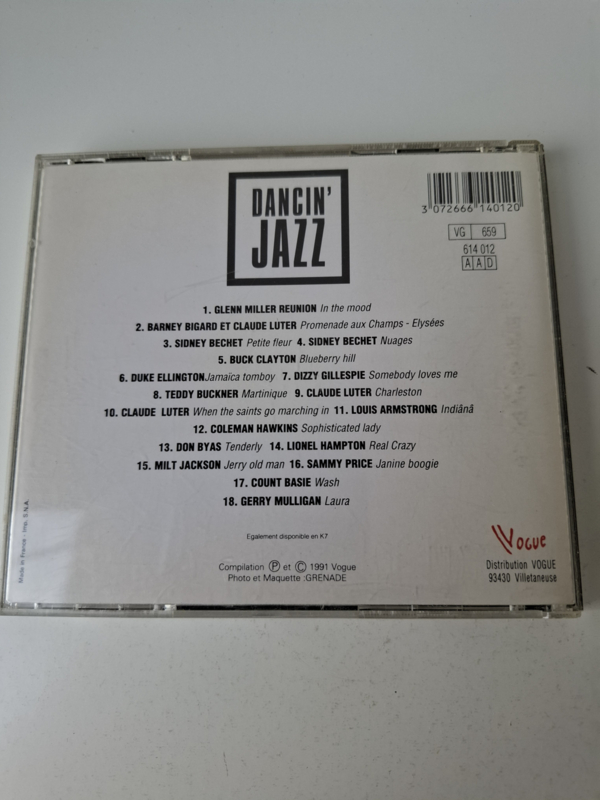 DANCIN'
JAZZ
3 072666 140120
VG 659
614 012
A A D
1. GLENN MILLER REUNION In the mood
2. BARNEY BIGARD ET CLAUDE LUTER Promenade aux Champs - Elysées
3. SIDNEY BECHET Petite fleur 4. SIDNEY BECHET Nuages
5. BUCK CLAYTON Blueberry hill
6. DUKE ELLINGTON Jamaïca tomboy 7. DIZZY GILLESPIE Somebody loves me
8. TEDDY BUCKNER Martinique 9. CLAUDE LUTER Charleston
10. CLAUDE LUTER When the saints go marching in 11. LOUIS ARMSTRONG Indiânâ
12. COLEMAN HAWKINS Sophisticated lady
13. DON BYAS Tenderly 14. LIONEL HAMPTON Real Crazy
15. MILT JACKSON Jerry old man 16. SAMMY PRICE Janine boogie
17. COUNT BASIE Wash
18. GERRY MULLIGAN Laura
Egalement disponible en K7
Compilation Ⓟ et © 1991 Vogue
Photo et Maquette :GRENADE
VOGUE
Distribution VOGUE
93430 Villetaneuse
Made in France - Imp. S.N.A.